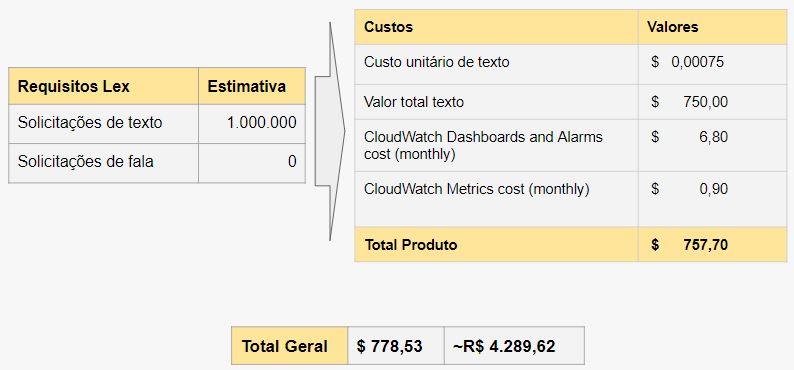 Requisitos Lex Estimativa
Solicitações de texto 1.000.000
Solicitações de fala 0
Custos Valores
Custo unitário de texto $ 0,00075
Valor total texto $ 750,00
CloudWatch Dashboards and Alarms
cost (monthly) $ 6,80
CloudWatch Metrics cost (monthly) $ 0,90
Total Produto $ 757,70
Total Geral $ 778,53 ~R$ 4.289,62